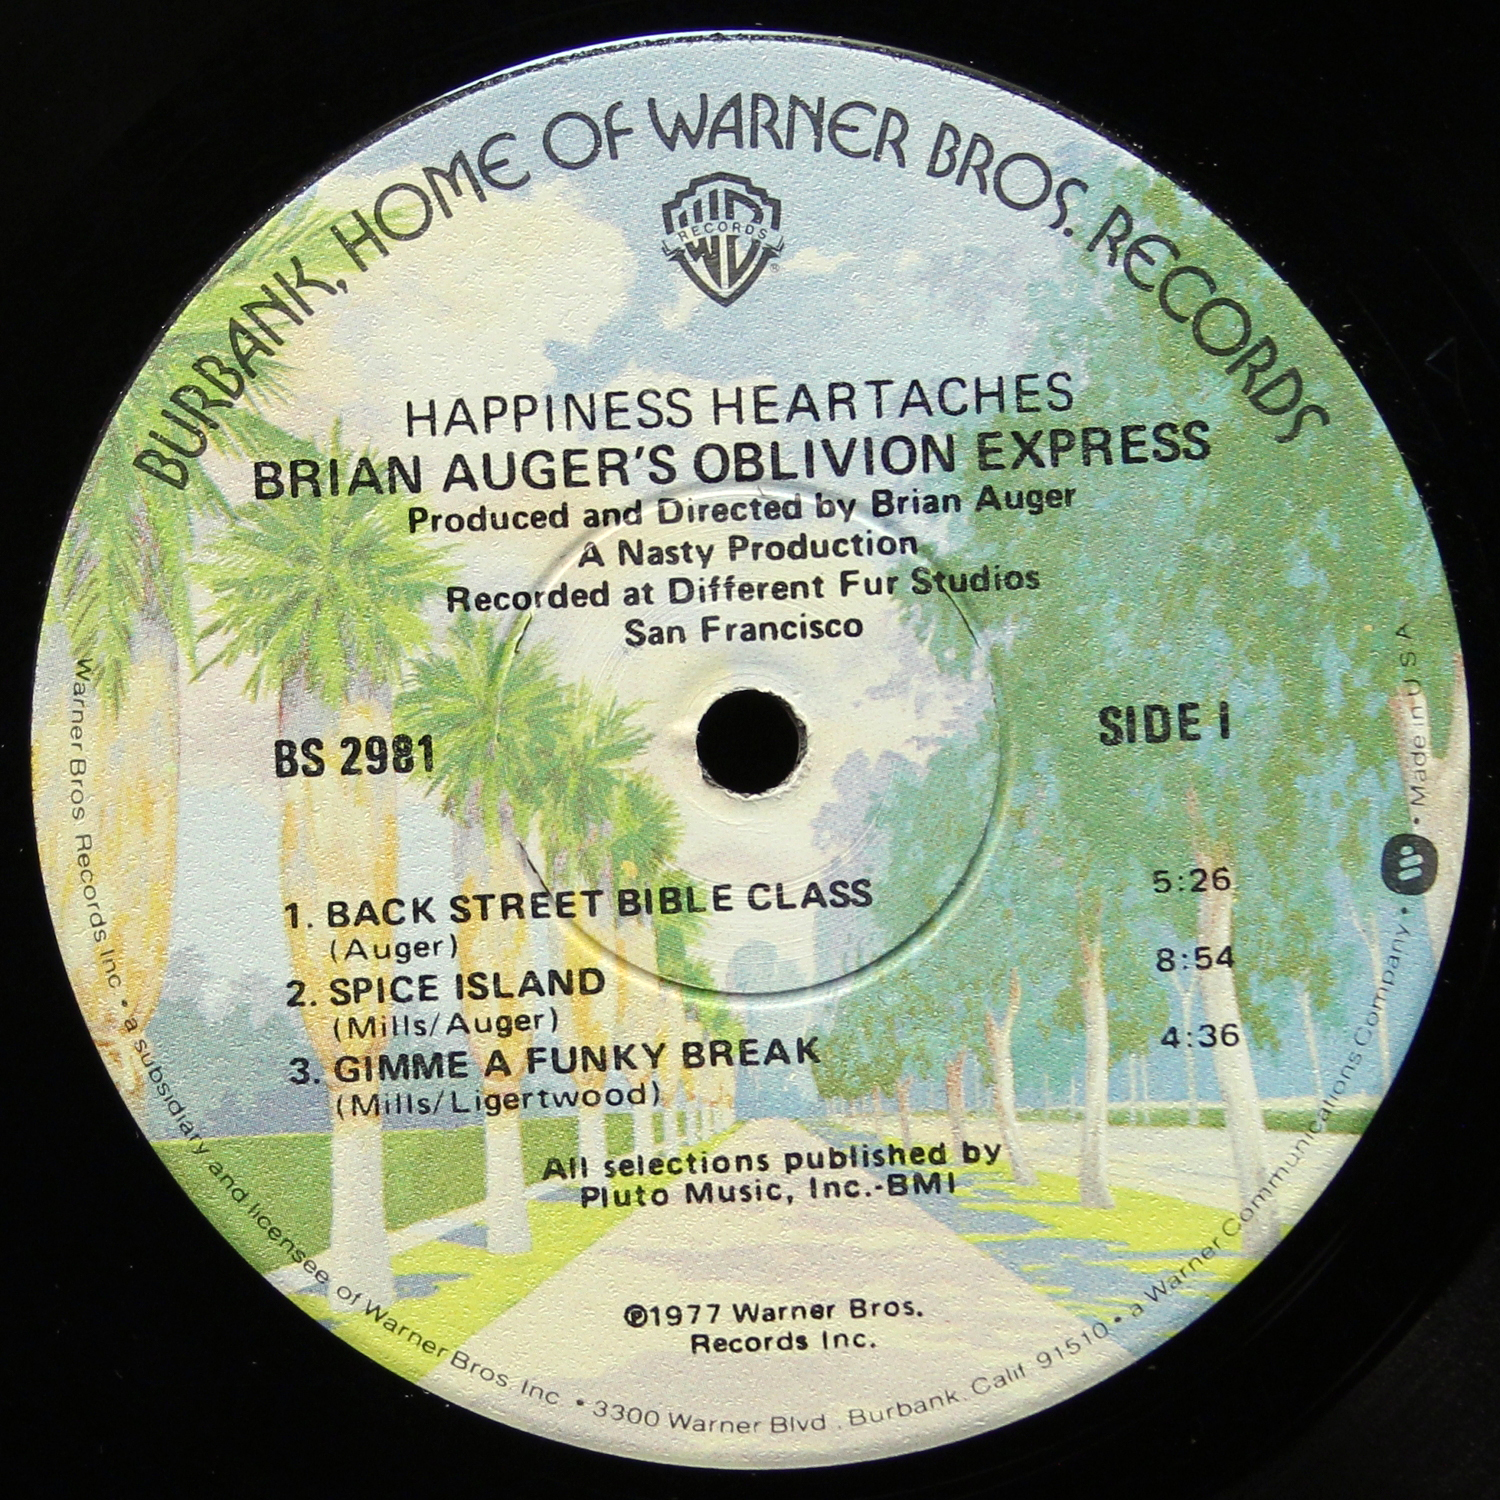 BURBANK, HOME OF WARNER BROS. RECORDS
WB
RECORDS
®
HAPPINESS HEARTACHES
BRIAN AUGER'S OBLIVION EXPRESS
Produced and Directed by Brian Auger
A Nasty Production
Recorded at Different Fur Studios
San Francisco
BS 2981
SIDE 1
1. BACK STREET BIBLE CLASS 5:26
(Auger)
2. SPICE ISLAND 8:54
(Mills/Auger)
3. GIMME A FUNKY BREAK 4:36
(Mills/Ligertwood)
All selections published by
Pluto Music, Inc.-BMI
℗1977 Warner Bros.
Records Inc.
Warner Bros. Records Inc. • a subsidiary and licensee of Warner Bros. Inc. • 3300 Warner Blvd., Burbank, Calif. 91510 • a Warner Communications Company • • Made in U S A